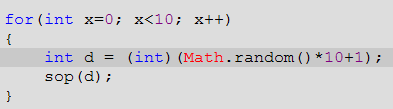 for(int x=0; x<10; x++)
{
    int d = (int)(Math.random()*10+1);
    sop(d);
}